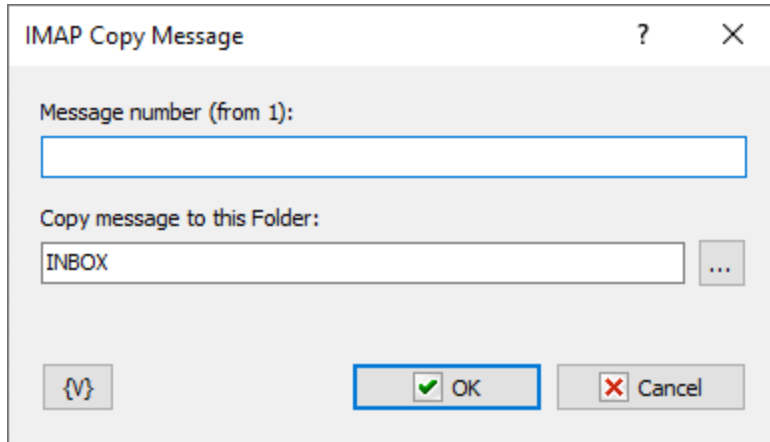 IMAP Copy Message ?
Message number (from 1):
Copy message to this Folder:
INBOX ...
{V} OK Cancel